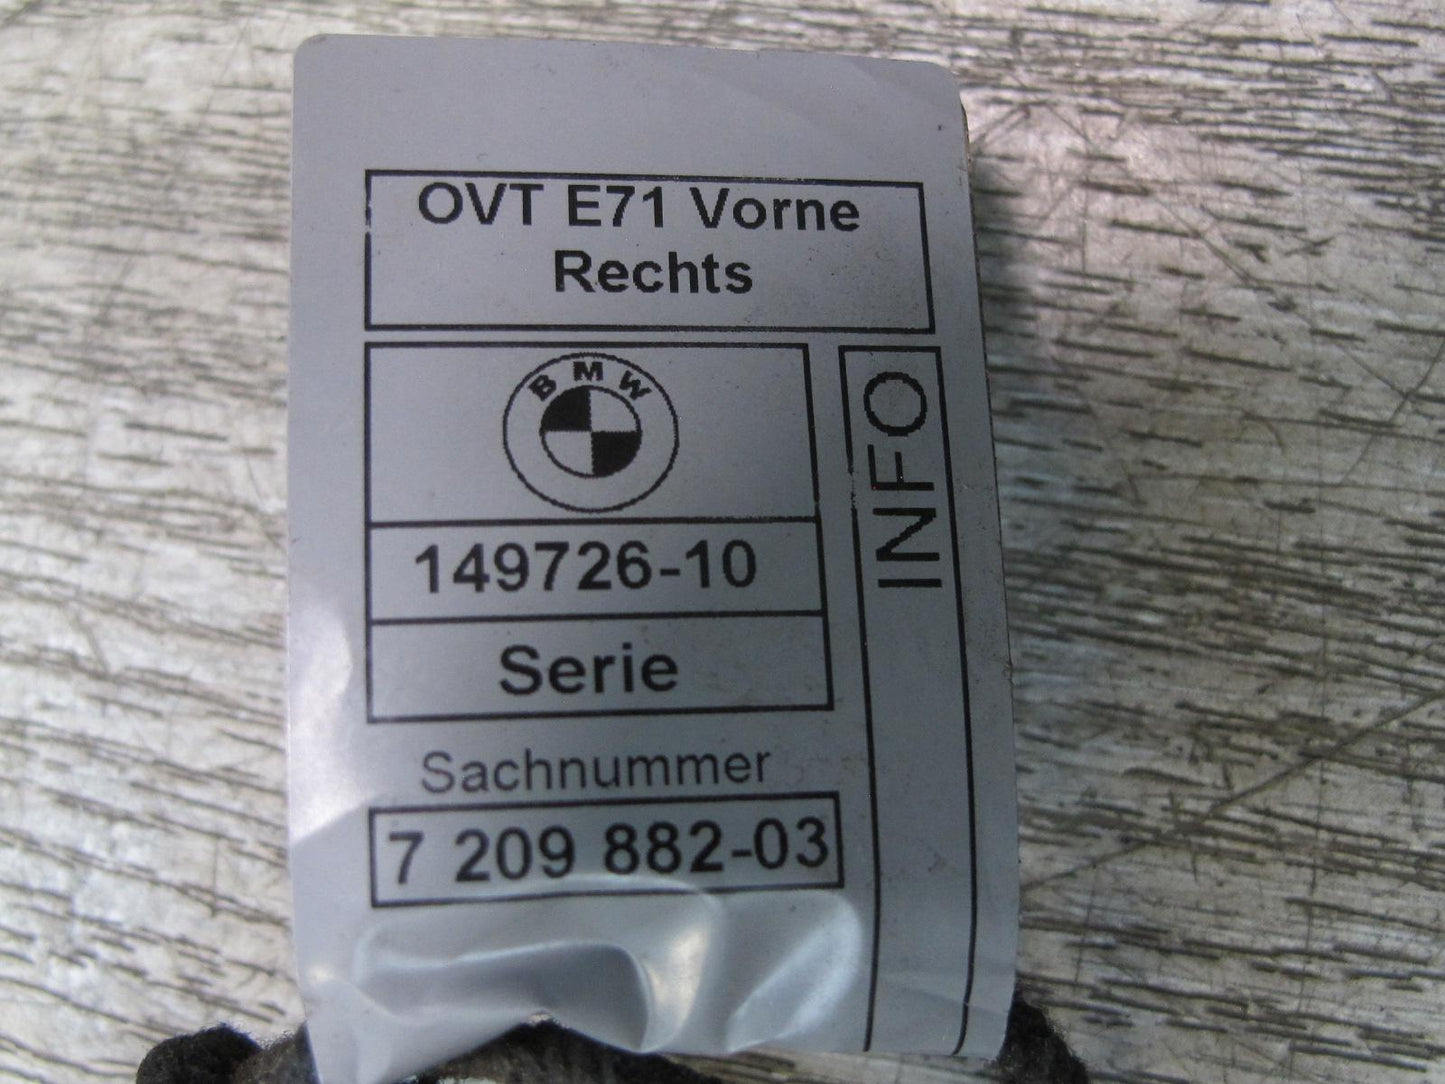 OVT E71 Vorne
Rechts
BMW
149726-10
Serie
INFO
Sachnummer
7 209 882-03